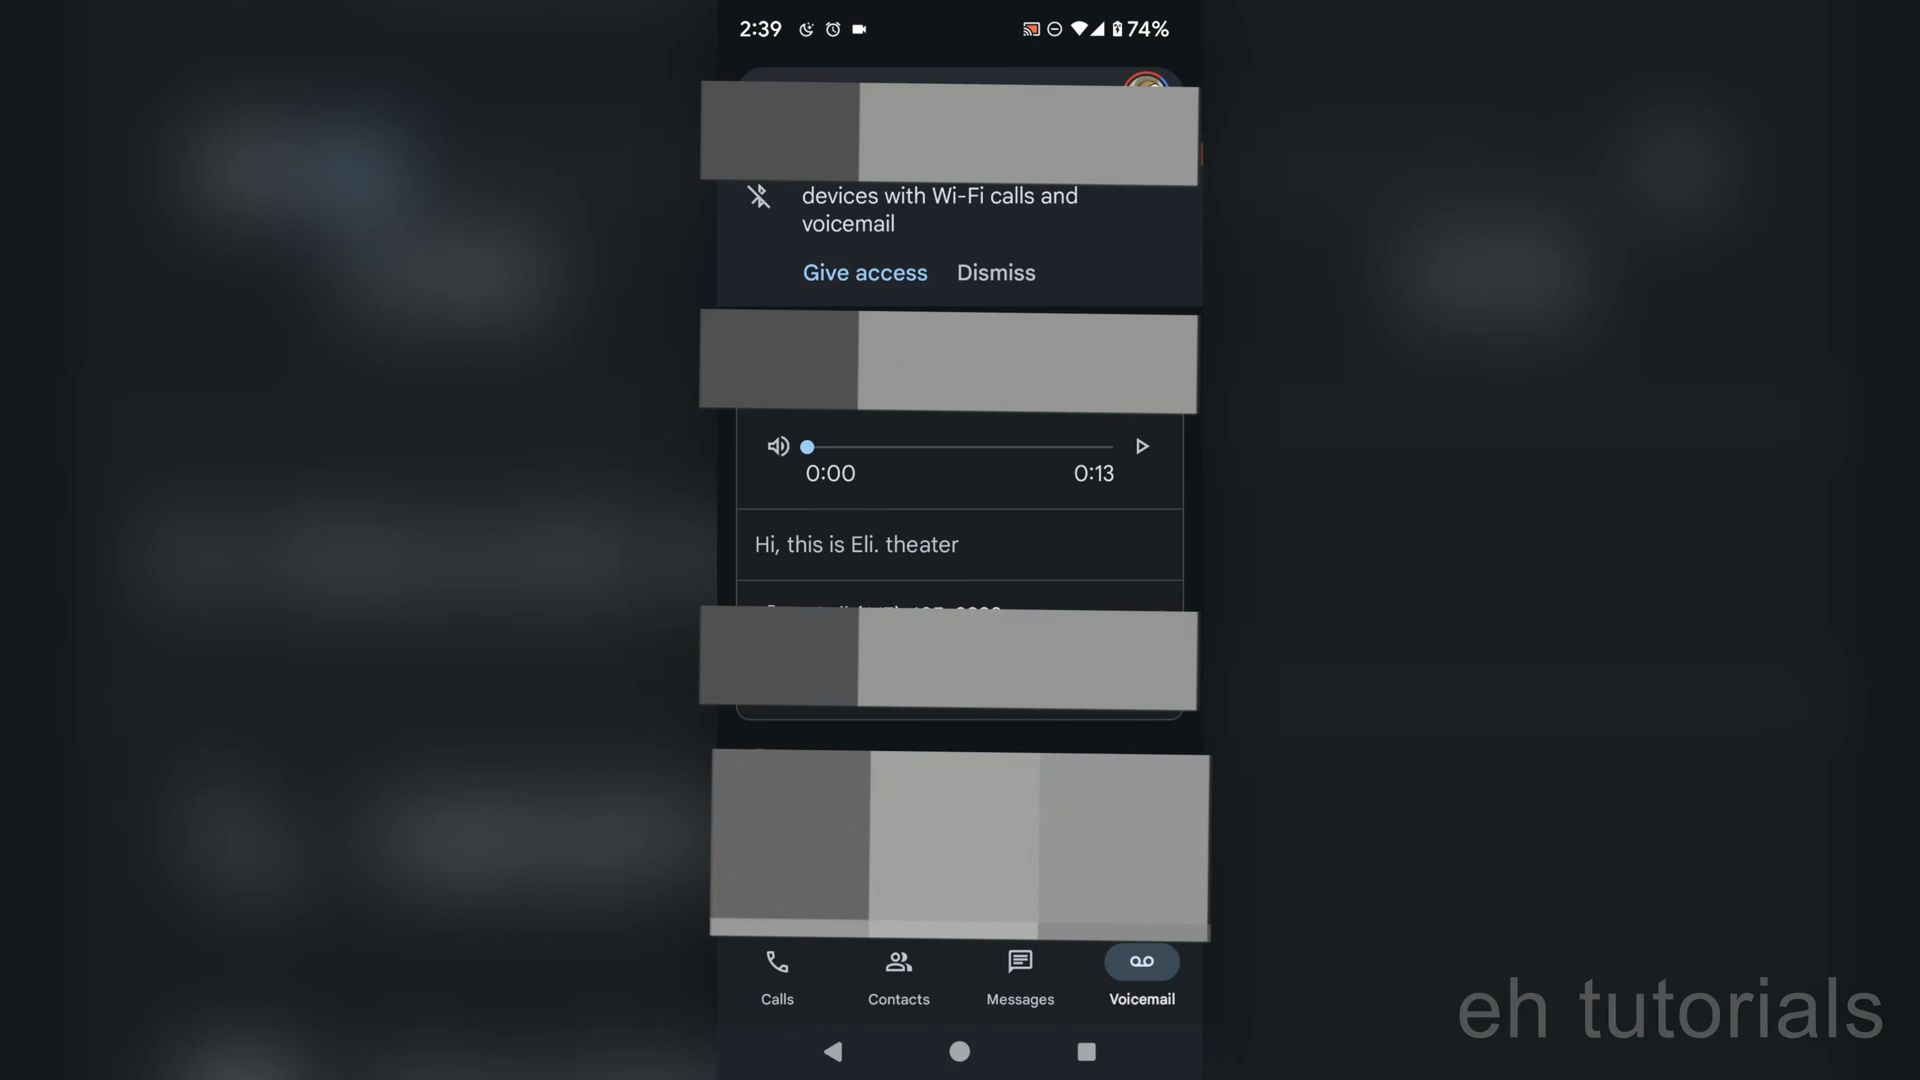 2:39
74%
devices with Wi-Fi calls and
voicemail
Give access Dismiss
0:00 0:13
Hi, this is Eli. theater
Calls Contacts Messages Voicemail
eh tutorials